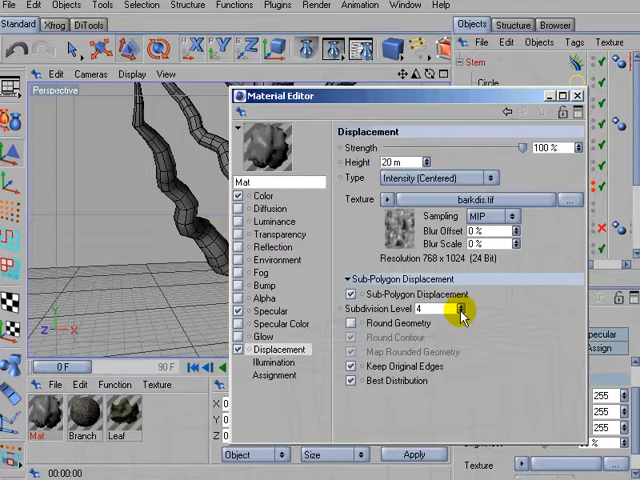 File Edit Objects Tools Selection Structure Functions Plugins Render Animation Window Help
Standard Xfrog DiTools
Objects Structure Browser
File Edit Objects Tags Texture
Stem
Circle
Edit Cameras Display View
Perspective
Material Editor
Mat
Color
Diffusion
Luminance
Transparency
Reflection
Environment
Fog
Bump
Alpha
Specular
Specular Color
Glow
Displacement
Illumination
Assignment
Displacement
Strength 100 %
Height 20 m
Type Intensity (Centered)
Texture barkdis.tif ...
Sampling MIP
Blur Offset 0 %
Blur Scale 0 %
Resolution 768 x 1024 (24 Bit)
Sub-Polygon Displacement
Sub-Polygon Displacement
Subdivision Level 4
Round Geometry
Round Contour
Map Rounded Geometry
Keep Original Edges
Best Distribution
Z X
0 F 90 F
File Edit Function Texture
Mat Branch Leaf
X 0
Y 0
Z 0
Object Size Apply
255
255
255
Texture ...
00:00:00